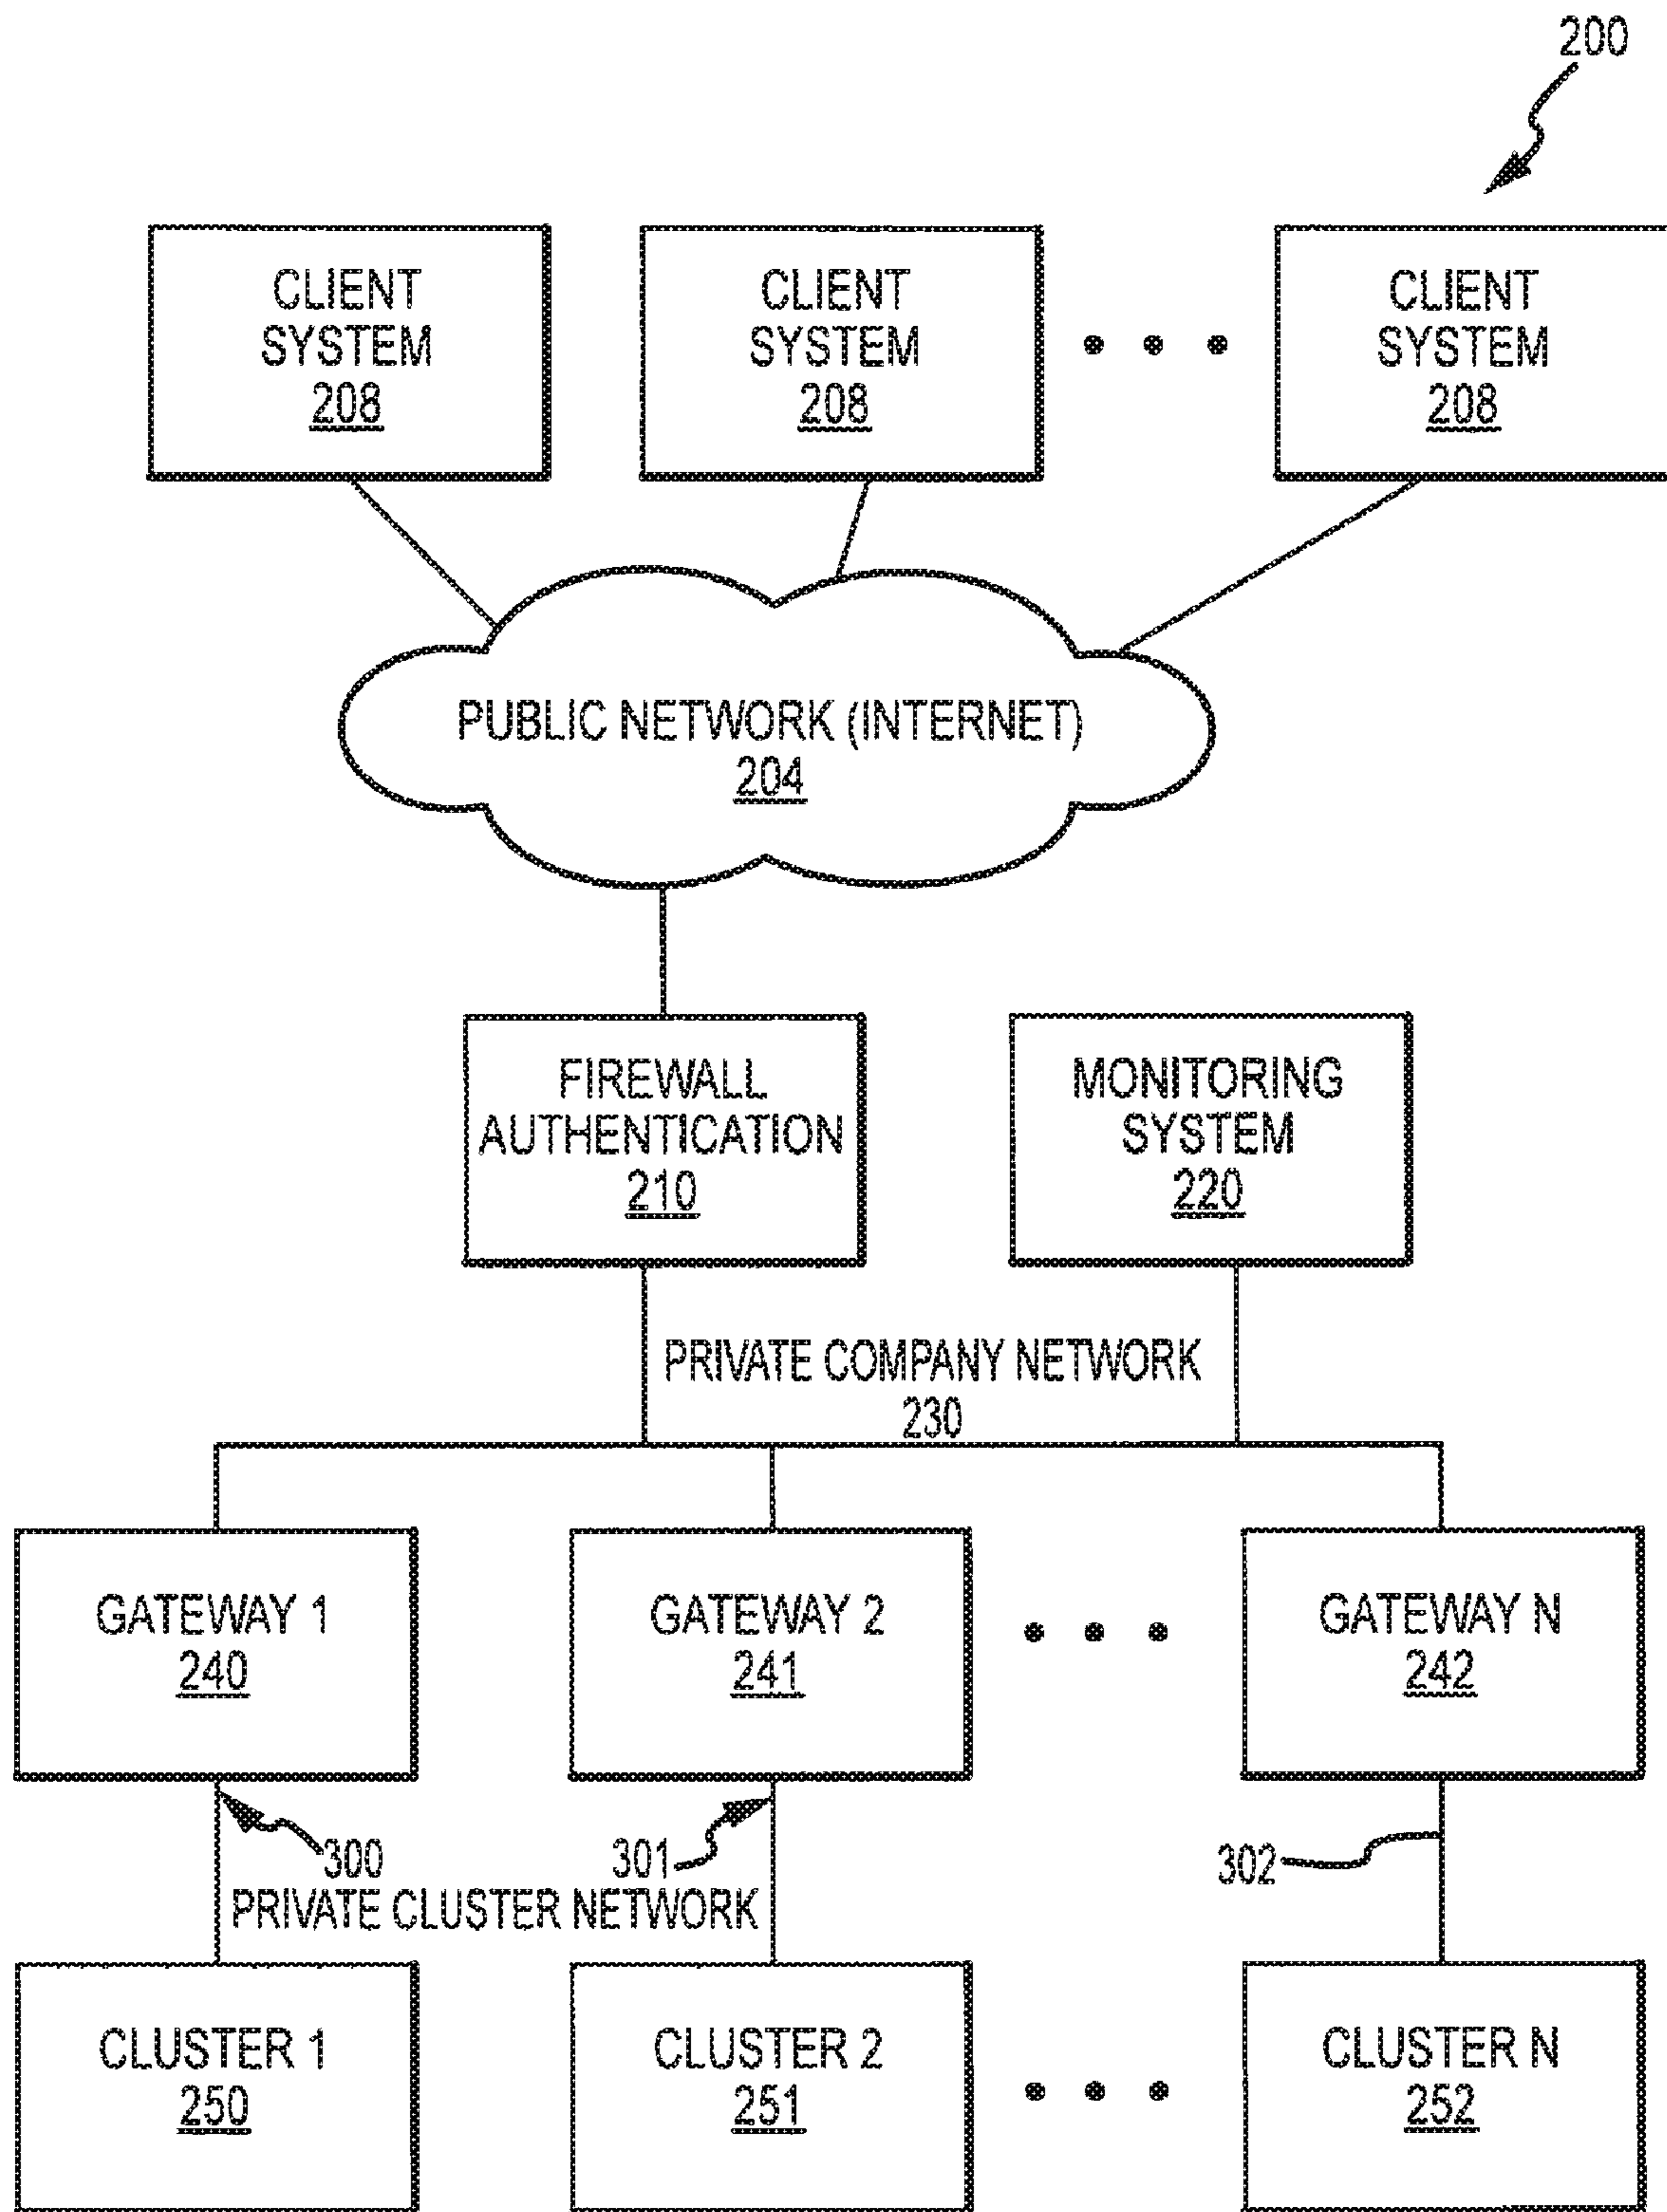 200
CLIENT
SYSTEM
208
CLIENT
SYSTEM
208
CLIENT
SYSTEM
208
PUBLIC NETWORK (INTERNET)
204
FIREWALL
AUTHENTICATION
210
MONITORING
SYSTEM
220
PRIVATE COMPANY NETWORK
230
GATEWAY 1
240
GATEWAY 2
241
GATEWAY N
242
300
301
302
PRIVATE CLUSTER NETWORK
CLUSTER 1
250
CLUSTER 2
251
CLUSTER N
252